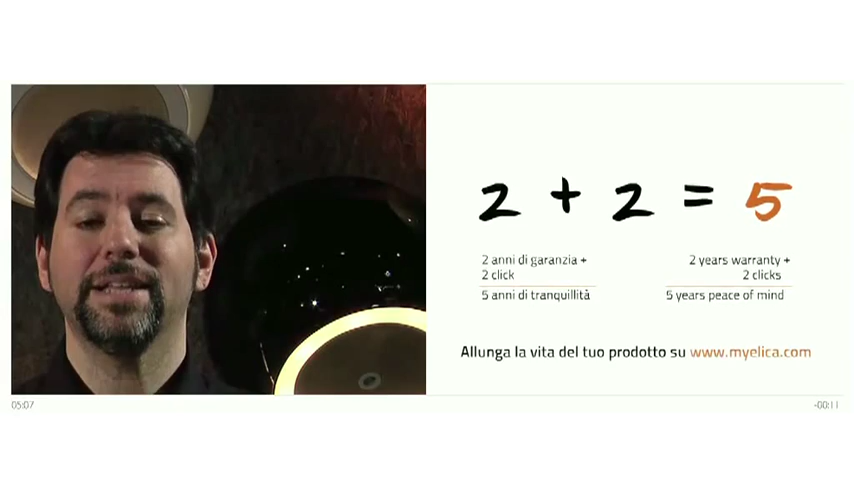 2 + 2 = 5
2 anni di garanzia +
2 click
5 anni di tranquillità
2 years warranty +
2 clicks
5 years peace of mind
Allunga la vita del tuo prodotto su www.myelica.com
05:07
-00:11